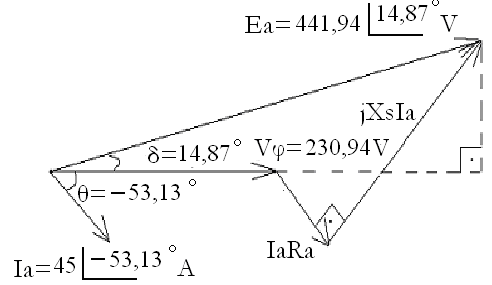 Ea=441,94 |14,87° V
jXsIa
δ=14,87° Vφ=230,94V
θ=−53,13°
IaRa
Ia=45 |−53,13° A